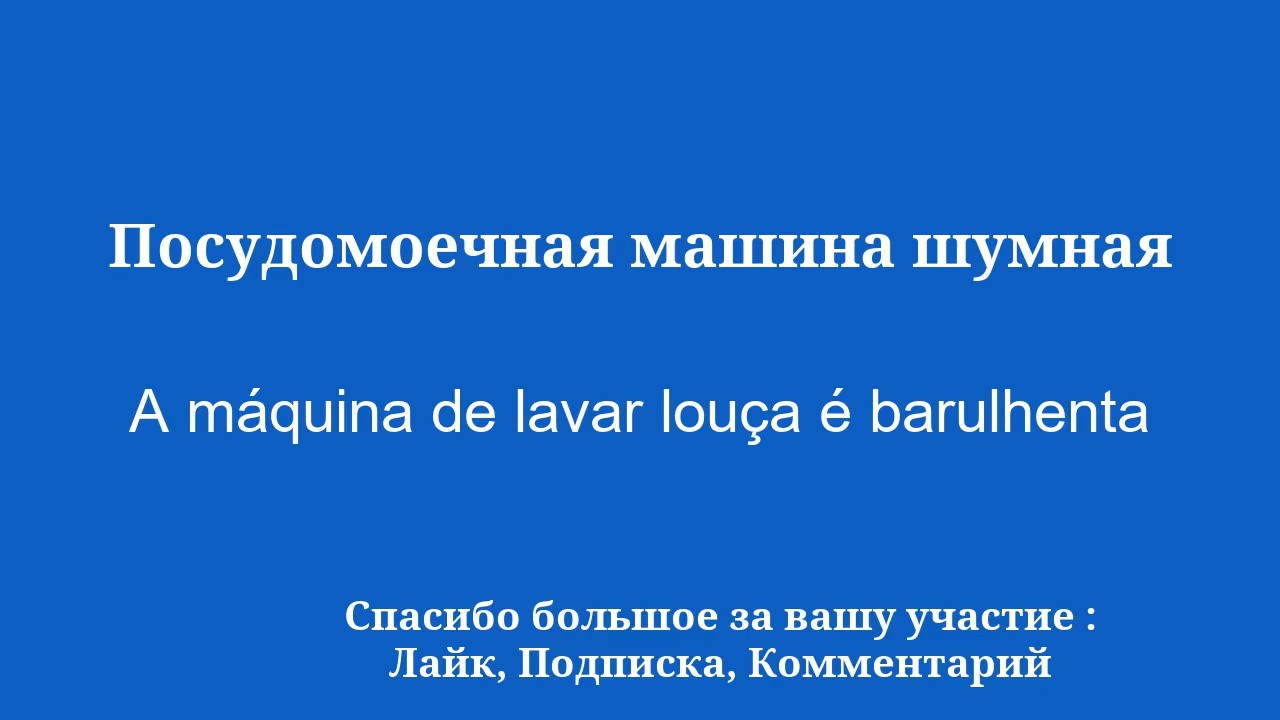 Посудомоечная машина шумная
A máquina de lavar louça é barulhenta
Спасибо большое за вашу участие :
Лайк, Подписка, Комментарий